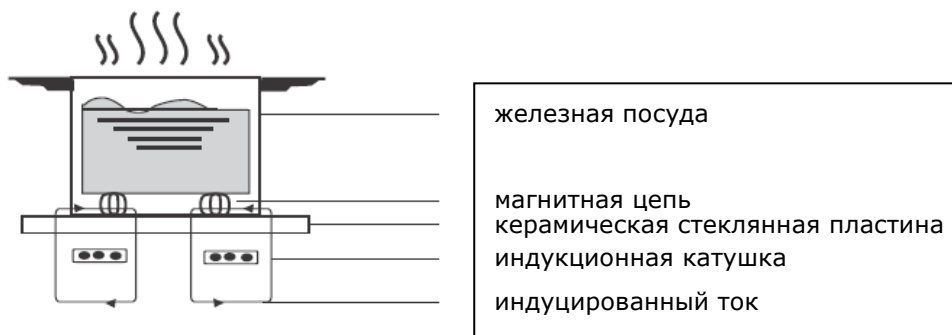 железная посуда
магнитная цепь
керамическая стеклянная пластина
индукционная катушка
индуцированный ток